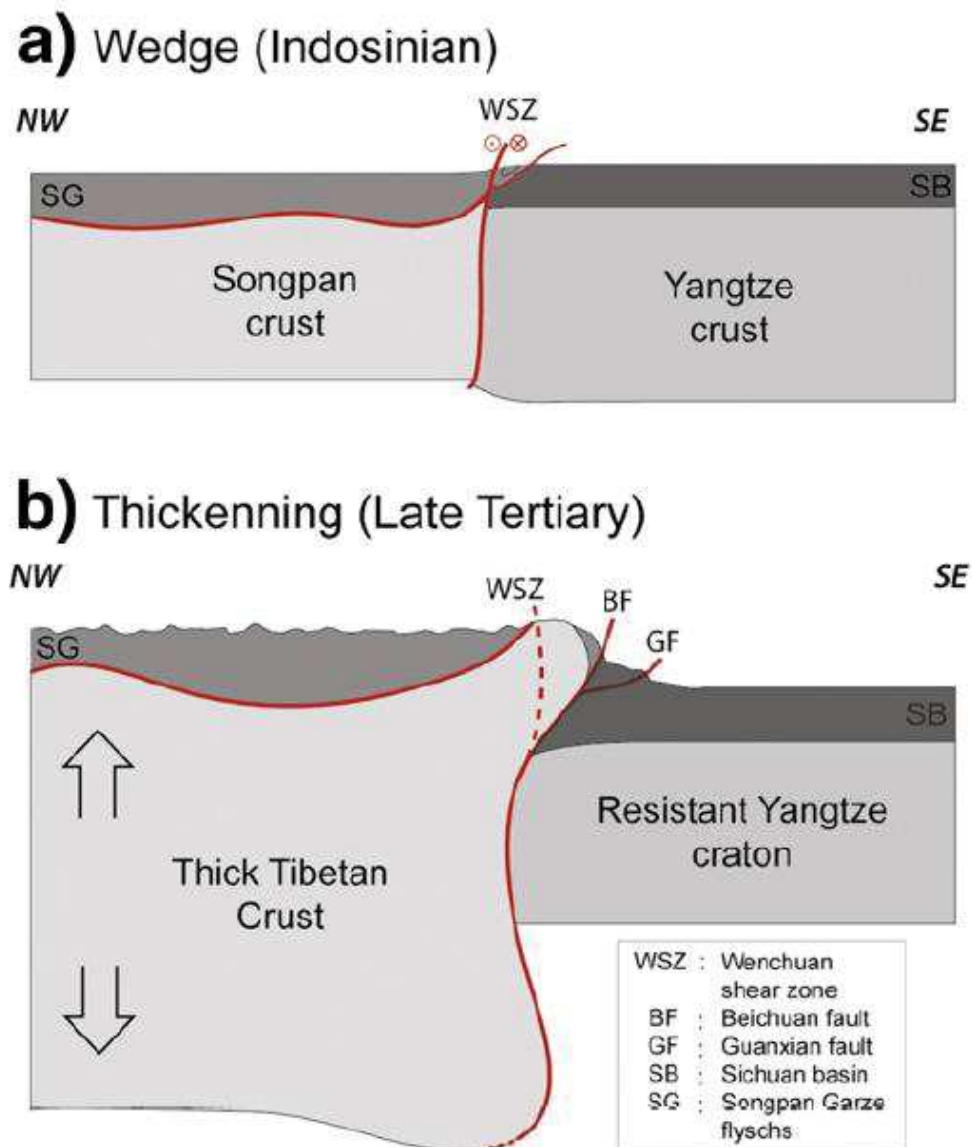 a) Wedge (Indosinian)
NW
WSZ
SE
SG
SB
Songpan
crust
Yangtze
crust
b) Thickenning (Late Tertiary)
NW
WSZ
BF
SE
GF
SG
SB
Resistant Yangtze
craton
Thick Tibetan
Crust
WSZ : Wenchuan
shear zone
BF : Beichuan fault
GF : Guanxian fault
SB : Sichuan basin
SG : Songpan Garze
flyschs